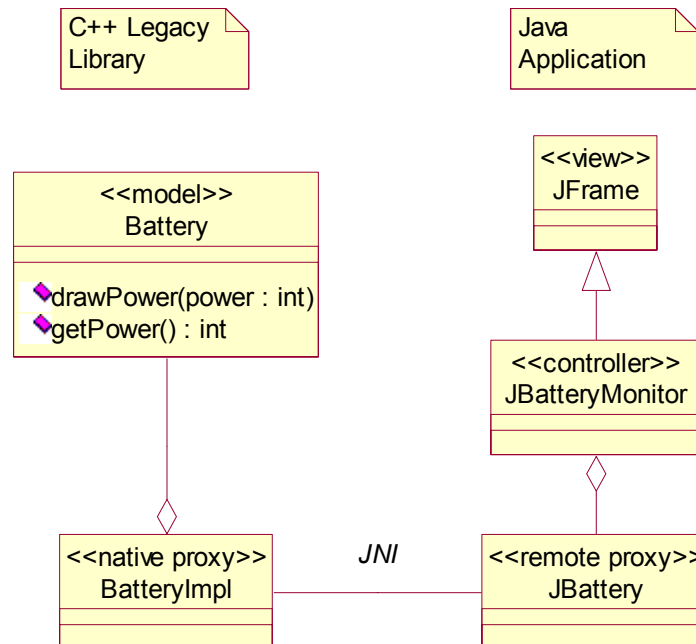 C++ Legacy
Library
Java
Application
<<view>>
JFrame
<<model>>
Battery
drawPower(power : int)
getPower() : int
<<controller>>
JBatteryMonitor
<<native proxy>>
BatteryImpl
JNI
<<remote proxy>>
JBattery